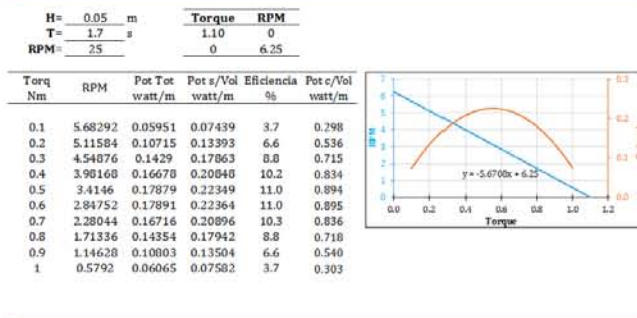 H= 0.05 m
T= 1.7 s
RPM= 25
Torque RPM
1.10 0
0 6.25
Torq Nm RPM Pot Tot watt/m Pot s/Vol watt/m Eficiencia % Pot c/Vol watt/m
0.1 5.68292 0.05951 0.07439 3.7 0.298
0.2 5.11584 0.10715 0.13393 6.6 0.536
0.3 4.54876 0.1429 0.17863 8.8 0.715
0.4 3.98168 0.16678 0.20848 10.2 0.834
0.5 3.4146 0.17879 0.22349 11.0 0.894
0.6 2.84752 0.17891 0.22364 11.0 0.895
0.7 2.28044 0.16716 0.20896 10.3 0.836
0.8 1.71336 0.14354 0.17942 8.8 0.718
0.9 1.14628 0.10803 0.13504 6.6 0.540
1 0.5792 0.06065 0.07582 3.7 0.303
7 0.3
6
5
4 0.2
3
2 0.1
1
0 0.0
RPM
y = -5.6708x + 6.25
0.0 0.2 0.4 0.6 0.8 1.0 1.2
Torque